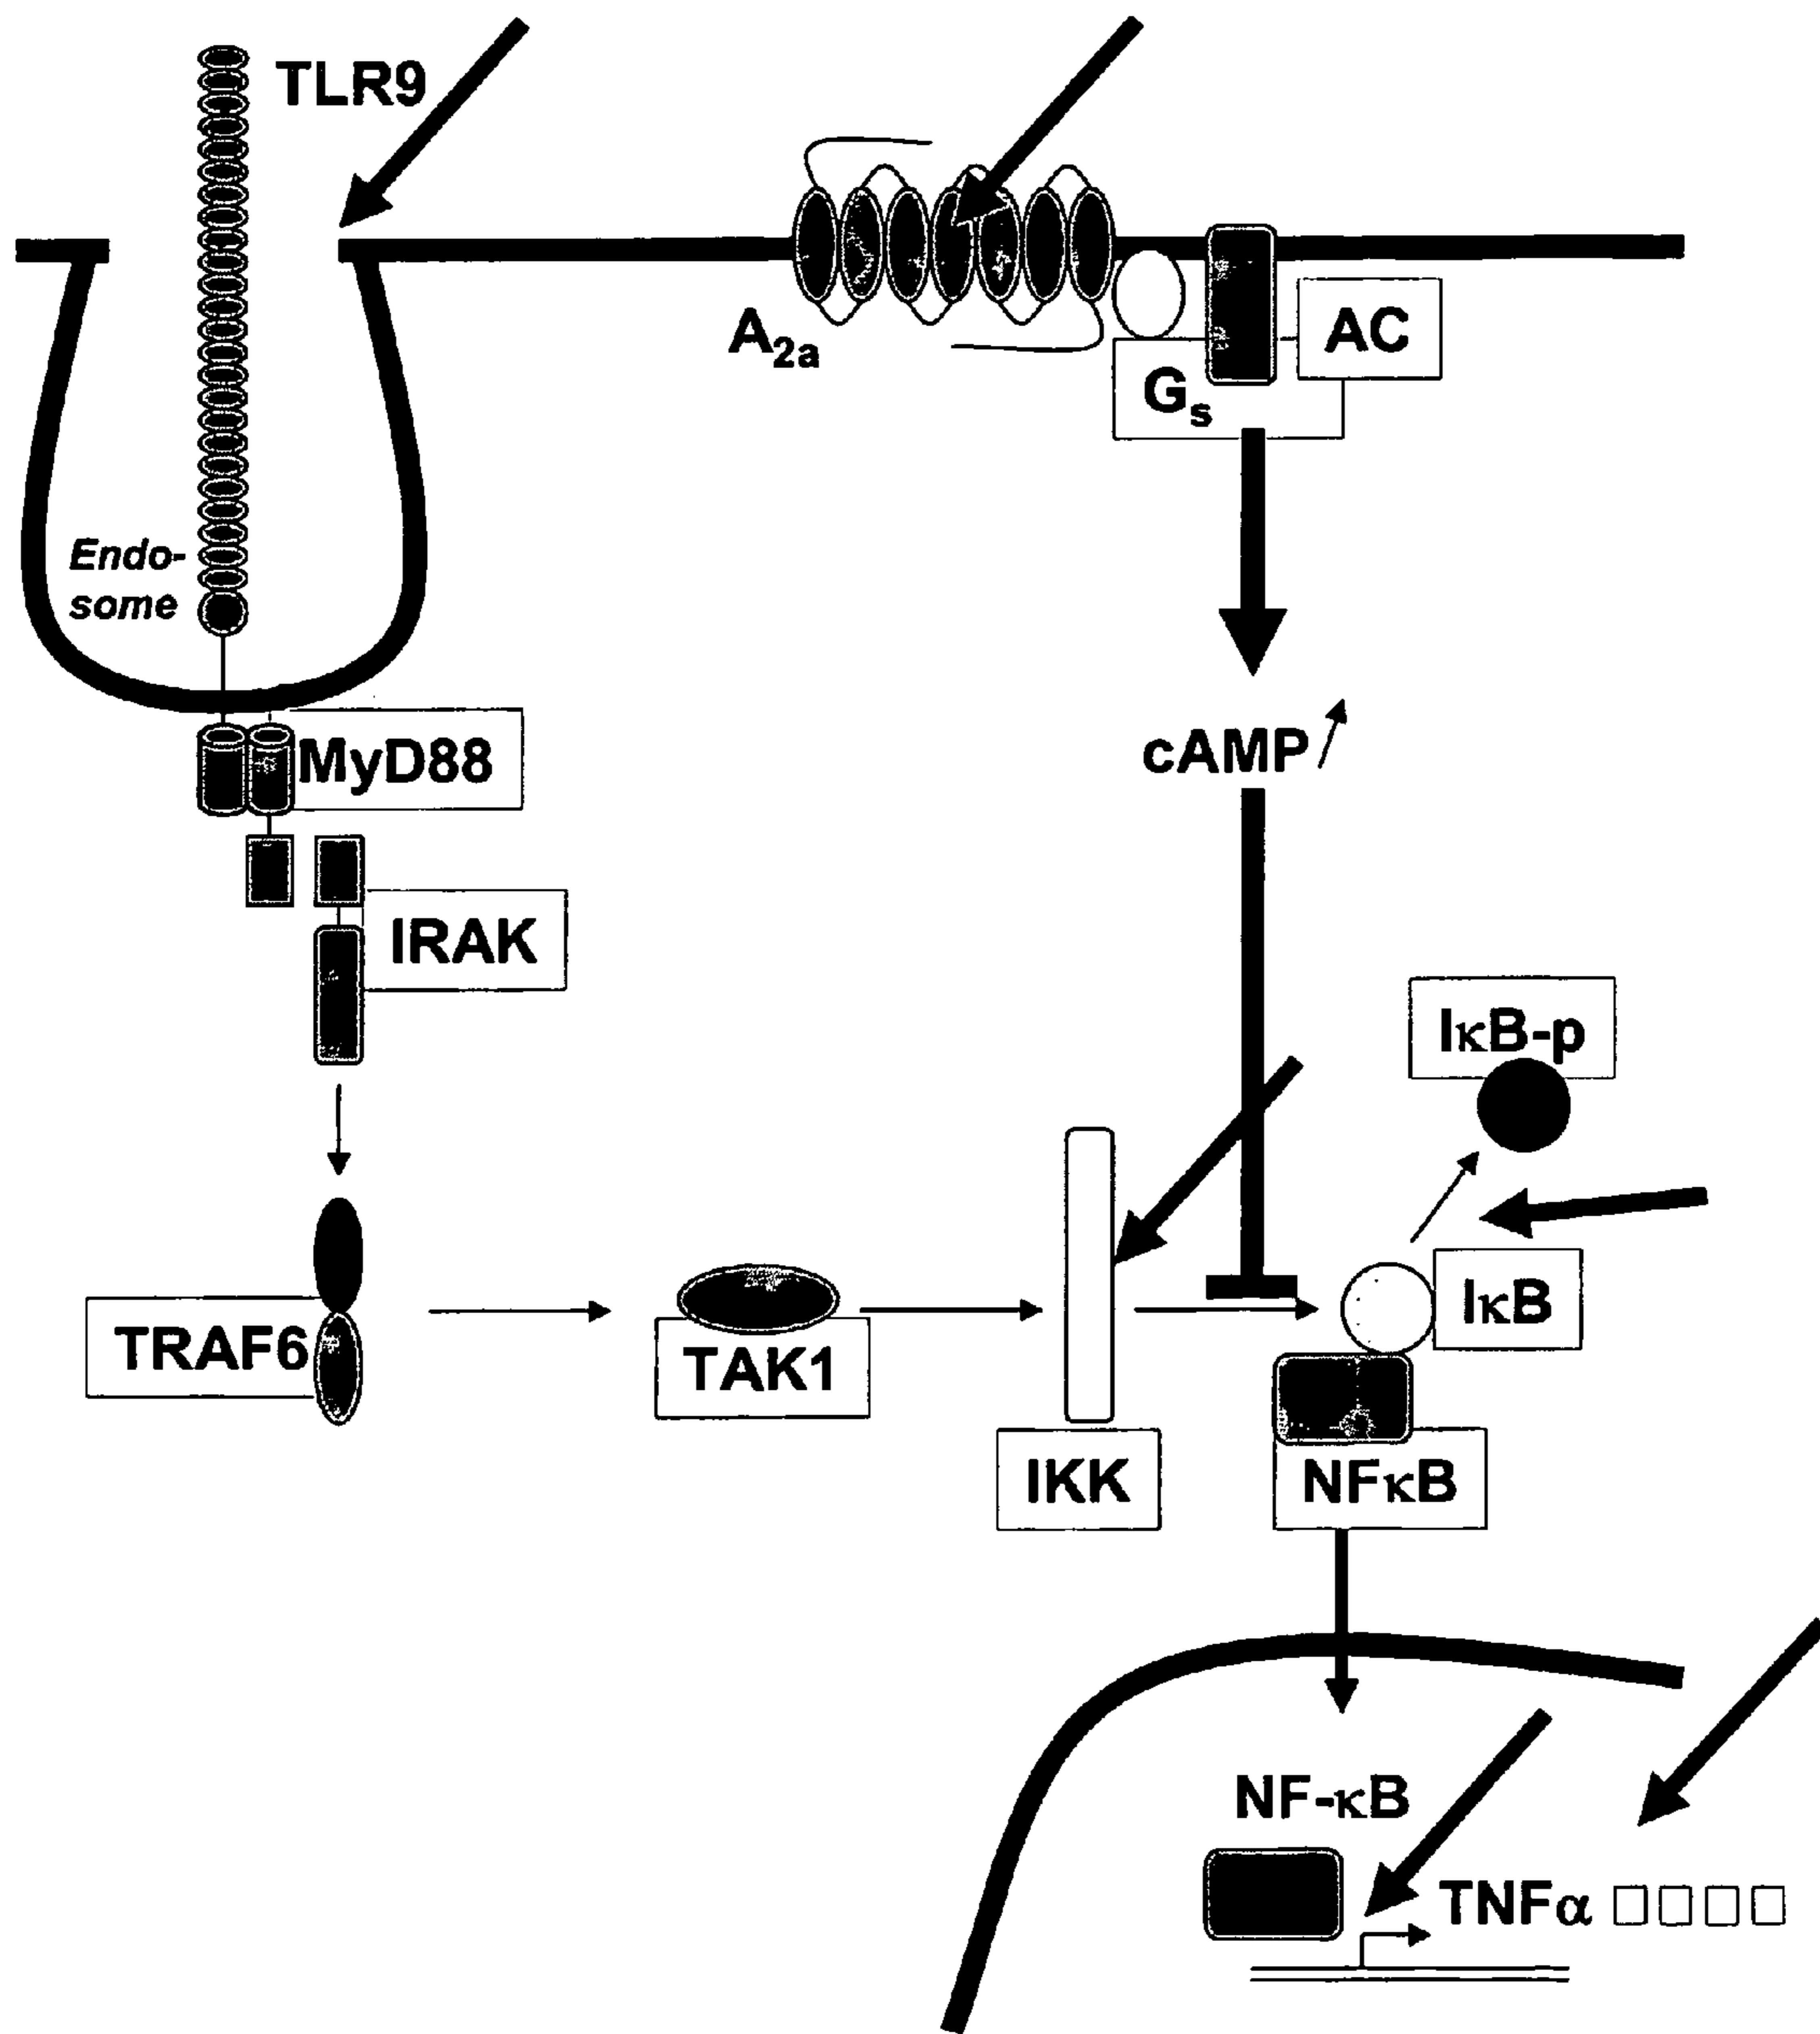 TLR9
A2a
AC
Gs
Endo-
some
MyD88
cAMP
IRAK
IκB-p
IκB
TRAF6
TAK1
IKK
NFκB
NF-κB
TNFα □□□□